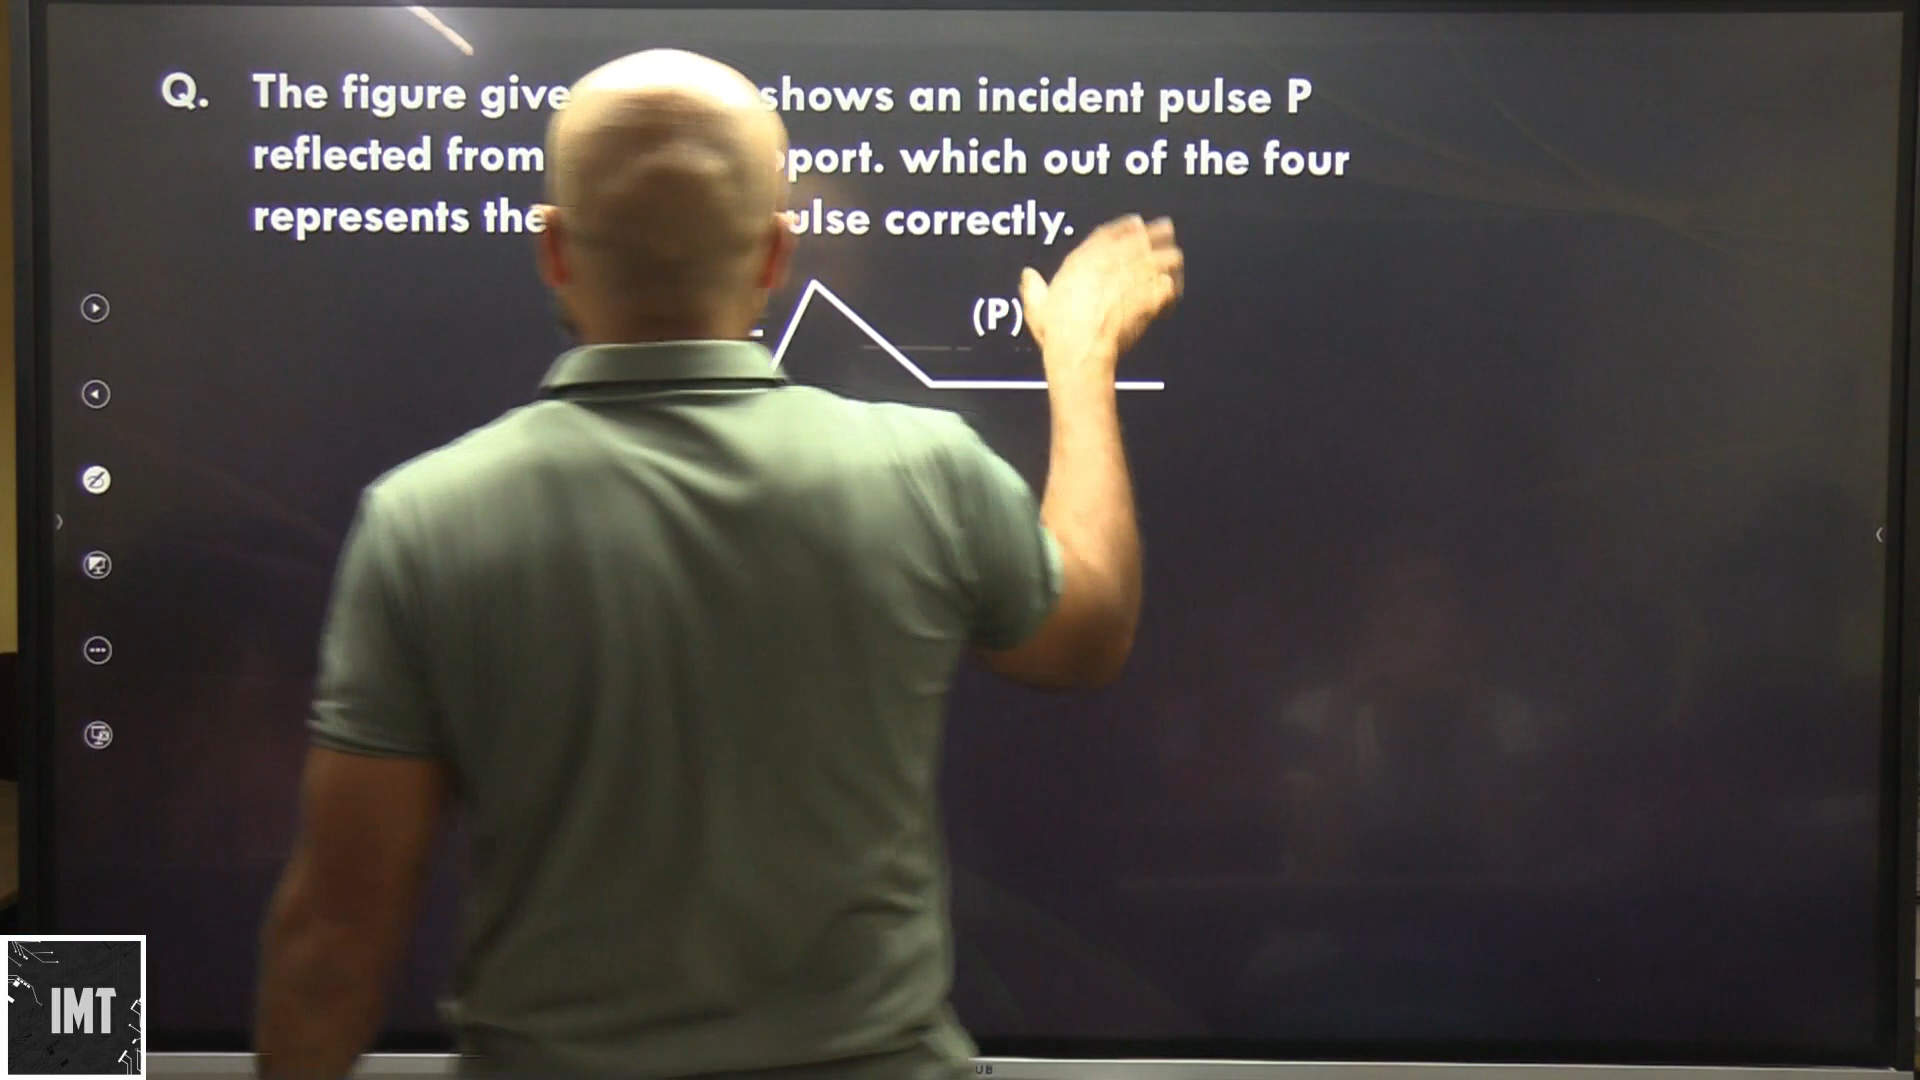 Q. The figure give shows an incident pulse P
reflected from port. which out of the four
represents the ulse correctly.
(P)
IMT
UB